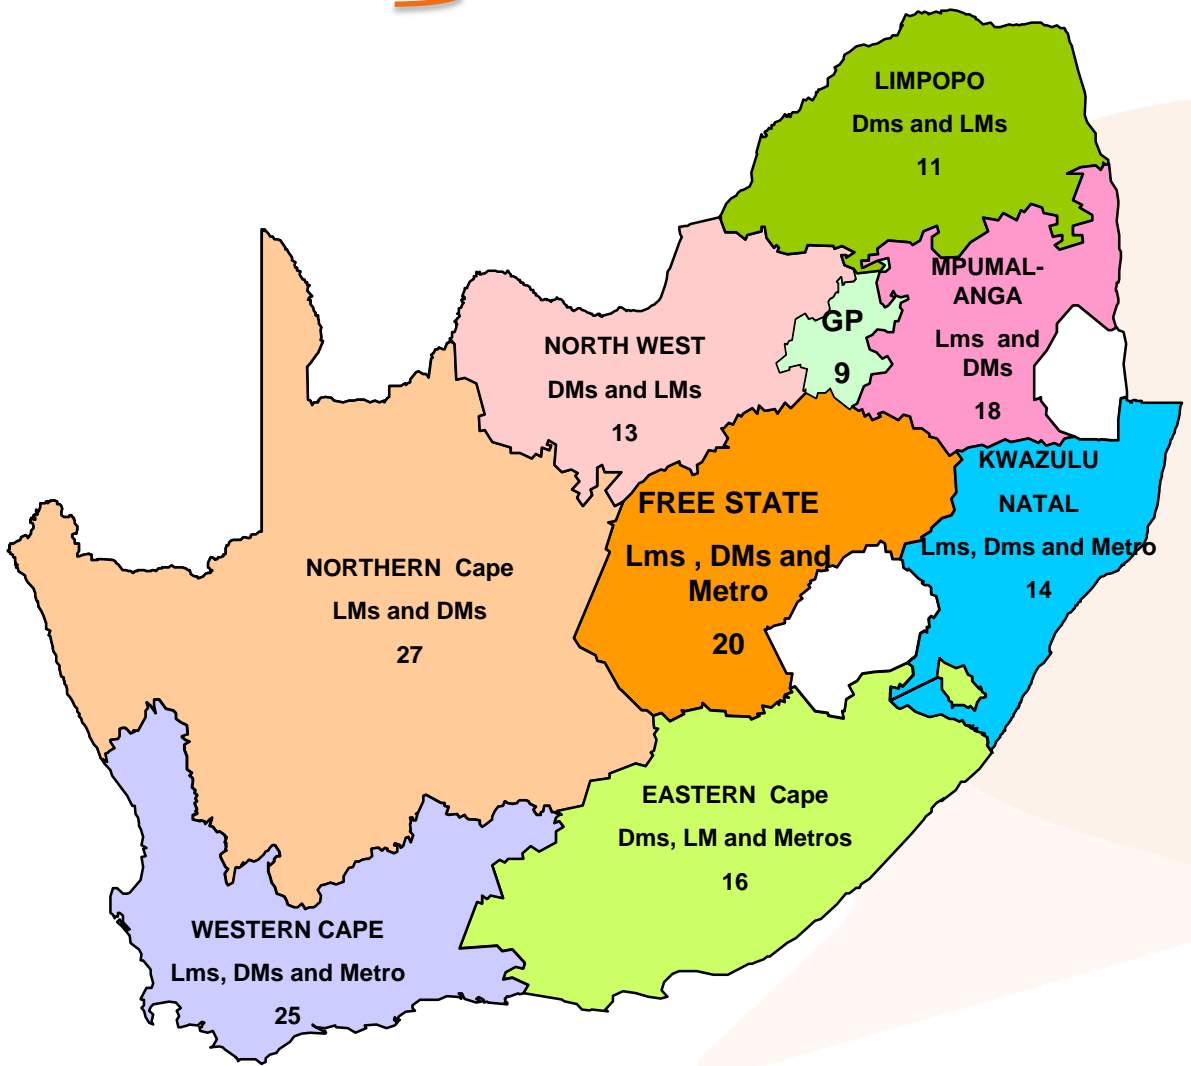 LIMPOPO
Dms and LMs
11
MPUMAL-
ANGA
Lms and
DMs
18
GP
9
NORTH WEST
DMs and LMs
13
KWAZULU
NATAL
Lms, Dms and Metro
14
FREE STATE
Lms , DMs and
Metro
20
NORTHERN Cape
LMs and DMs
27
EASTERN Cape
Dms, LM and Metros
16
WESTERN CAPE
Lms, DMs and Metro
25